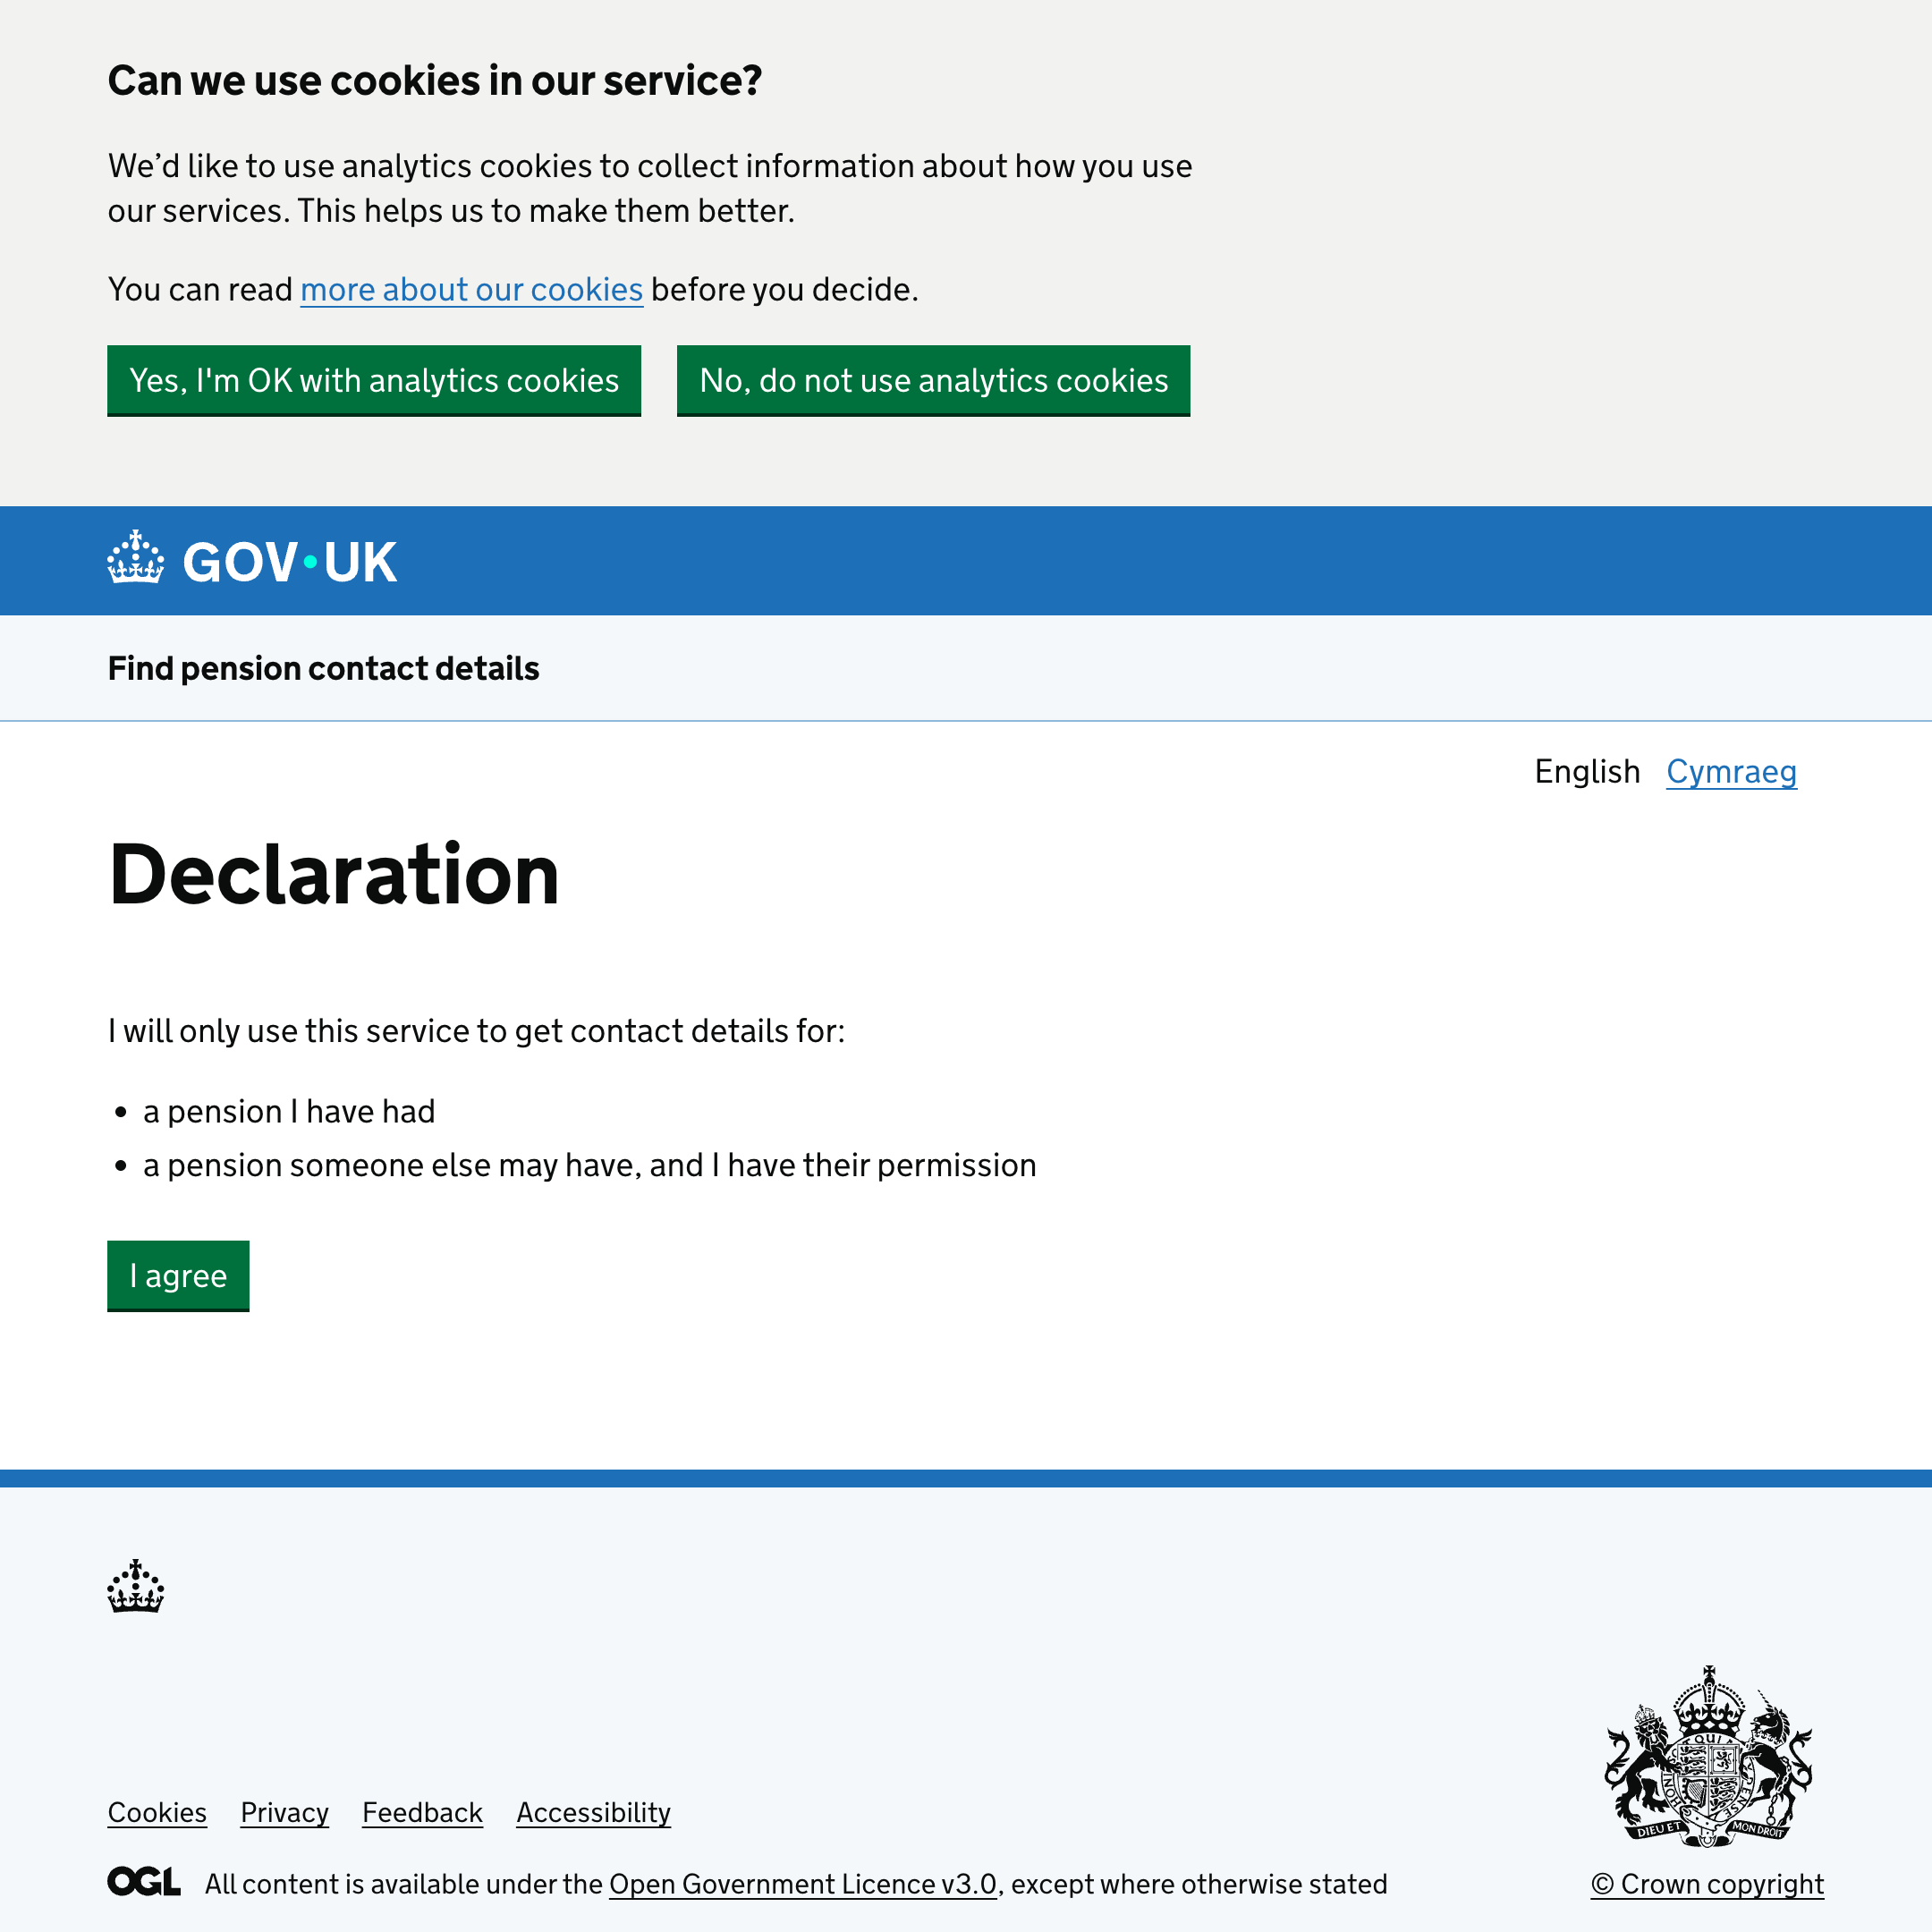 Can we use cookies in our service?
We’d like to use analytics cookies to collect information about how you use
our services. This helps us to make them better.
You can read more about our cookies before you decide.
Yes, I'm OK with analytics cookies
No, do not use analytics cookies
GOV·UK
Find pension contact details
English Cymraeg
Declaration
I will only use this service to get contact details for:
• a pension I have had
• a pension someone else may have, and I have their permission
I agree
DIEU ET MON DROIT
Cookies Privacy Feedback Accessibility
OGL All content is available under the Open Government Licence v3.0, except where otherwise stated
© Crown copyright